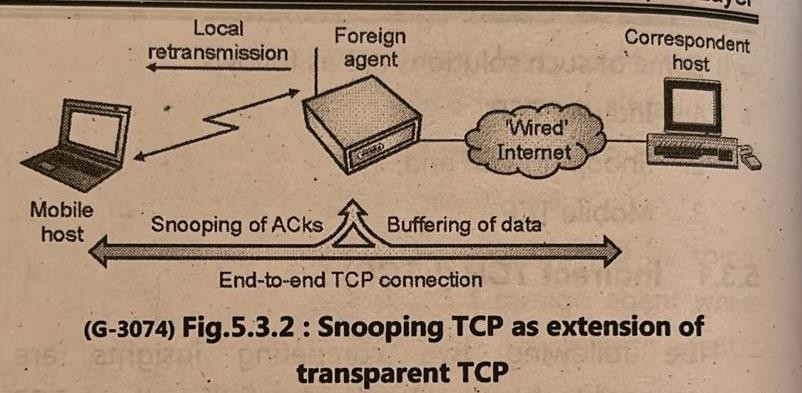 Local
retransmission
Foreign
agent
Correspondent
host
'Wired'
Internet
Mobile
host
Snooping of ACks
Buffering of data
End-to-end TCP connection
(G-3074) Fig.5.3.2 : Snooping TCP as extension of
transparent TCP